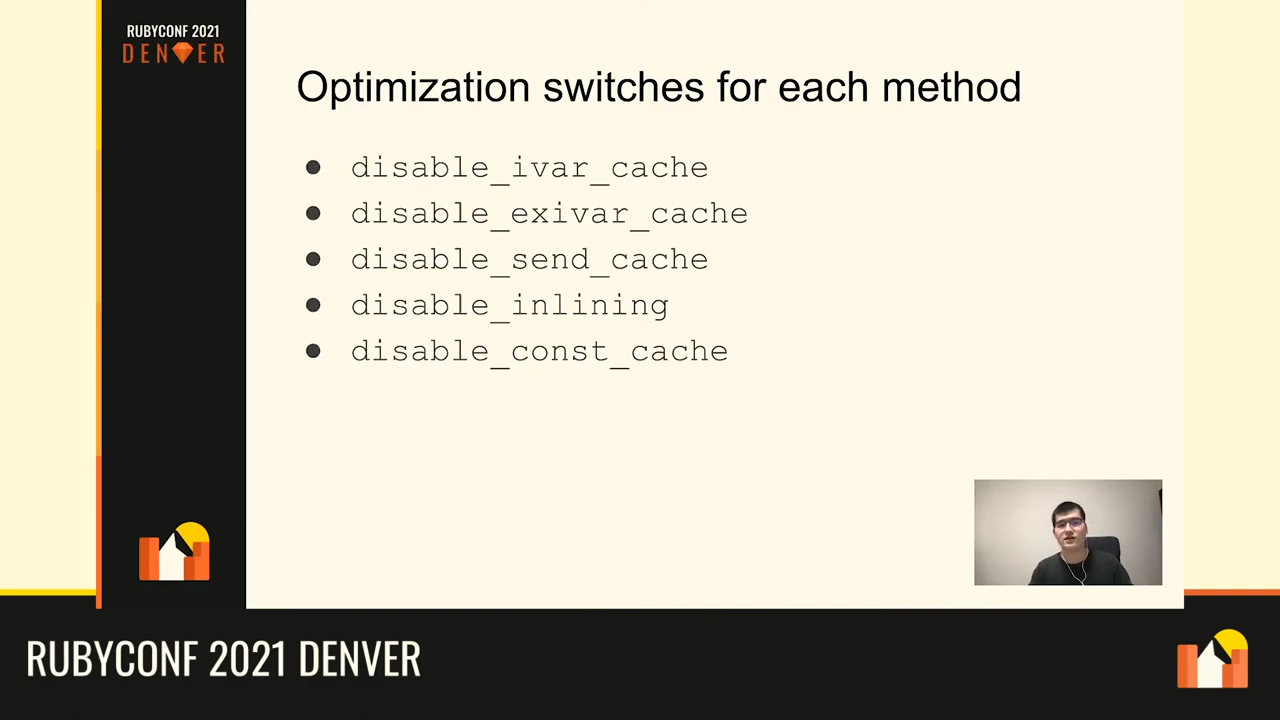 RUBYCONF 2021
DENVER
Optimization switches for each method
● disable_ivar_cache
● disable_exivar_cache
● disable_send_cache
● disable_inlining
● disable_const_cache
RUBYCONF 2021 DENVER